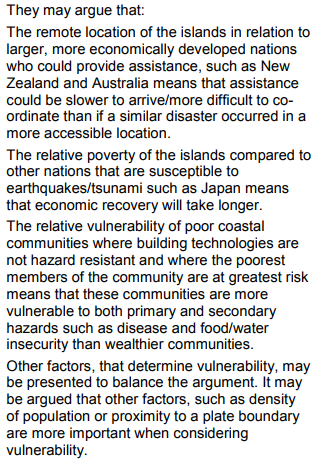 They may argue that:
The remote location of the islands in relation to
larger, more economically developed nations
who could provide assistance, such as New
Zealand and Australia means that assistance
could be slower to arrive/more difficult to co-
ordinate than if a similar disaster occurred in a
more accessible location.
The relative poverty of the islands compared to
other nations that are susceptible to
earthquakes/tsunami such as Japan means
that economic recovery will take longer.
The relative vulnerability of poor coastal
communities where building technologies are
not hazard resistant and where the poorest
members of the community are at greatest risk
means that these communities are more
vulnerable to both primary and secondary
hazards such as disease and food/water
insecurity than wealthier communities.
Other factors, that determine vulnerability, may
be presented to balance the argument. It may
be argued that other factors, such as density
of population or proximity to a plate boundary
are more important when considering
vulnerability.